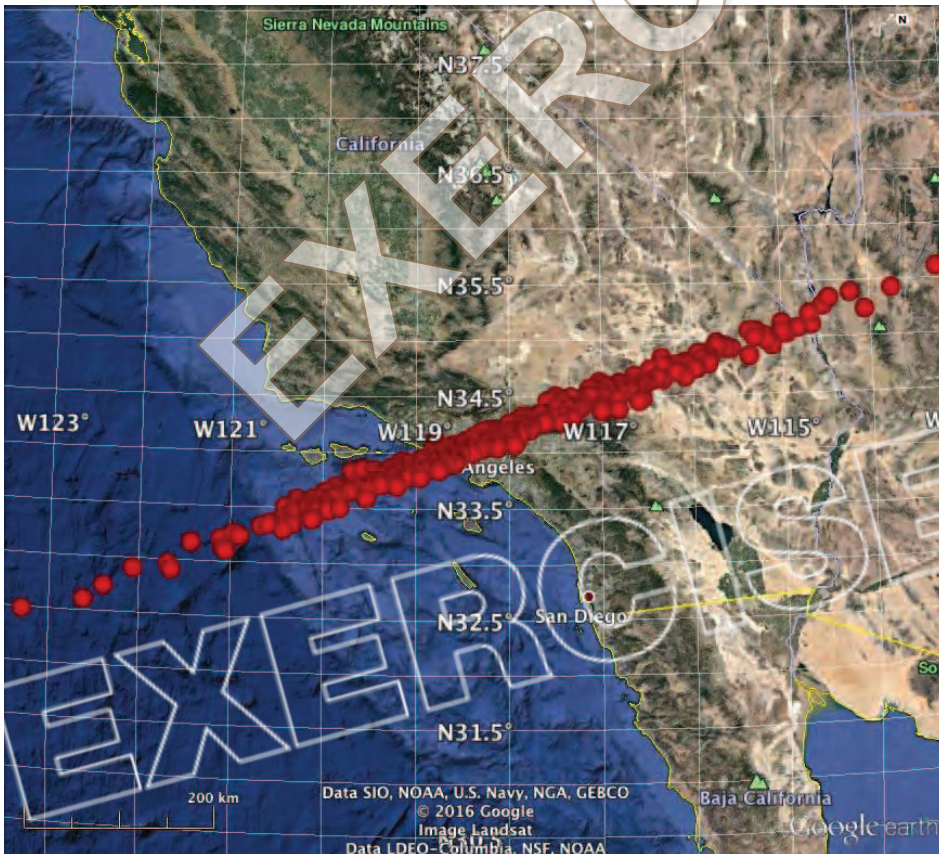 N
Sierra Nevada Mountains
N37.5°
EXERCISE
California
N36.5°
N35.5°
N34.5°
W123°
W121°
W119°
W117°
W115°
Angeles
N33.5°
San Diego
N32.5°
So
EXERCISE
N31.5°
200 km
Data SIO, NOAA, U.S. Navy, NGA, GEBCO
© 2016 Google
Image Landsat
Data LDEO-Columbia, NSF, NOAA
Baja California
Google earth